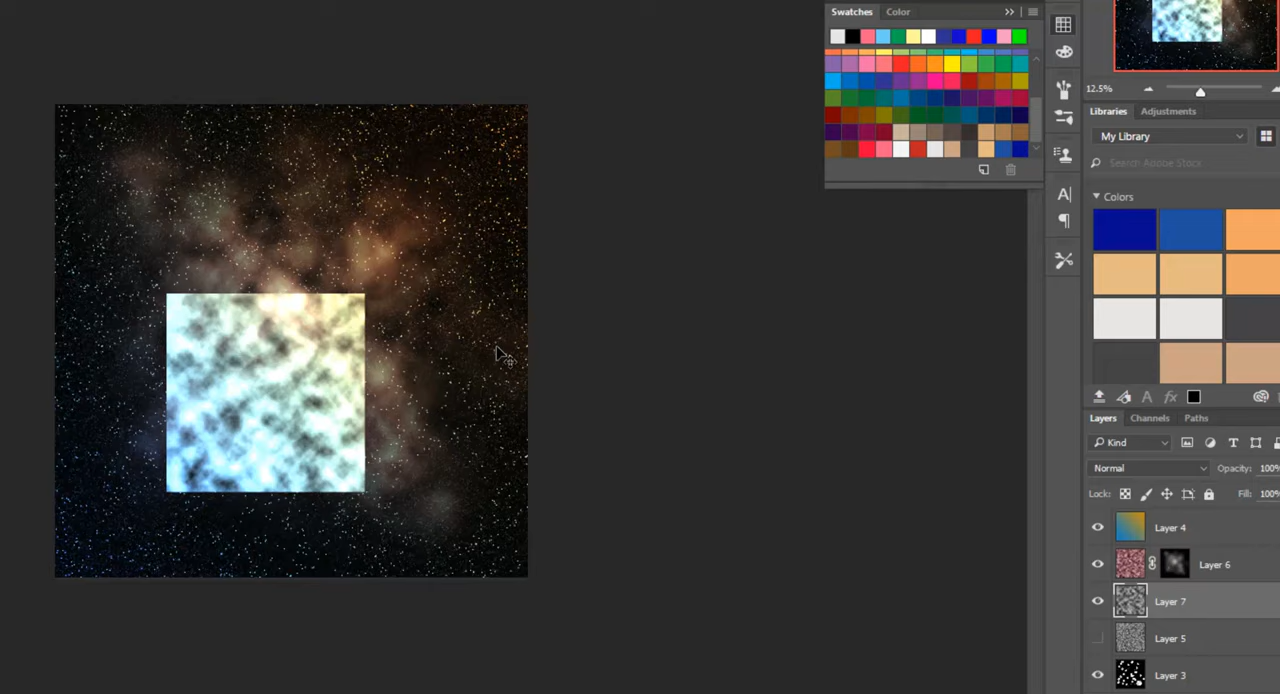 Swatches Color
12.5%
Libraries Adjustments
My Library
Search Adobe Stock
Colors
A
fx
Layers Channels Paths
Kind
T
Normal Opacity: 100%
Lock: Fill: 100%
Layer 4
Layer 6
Layer 7
Layer 5
Layer 3